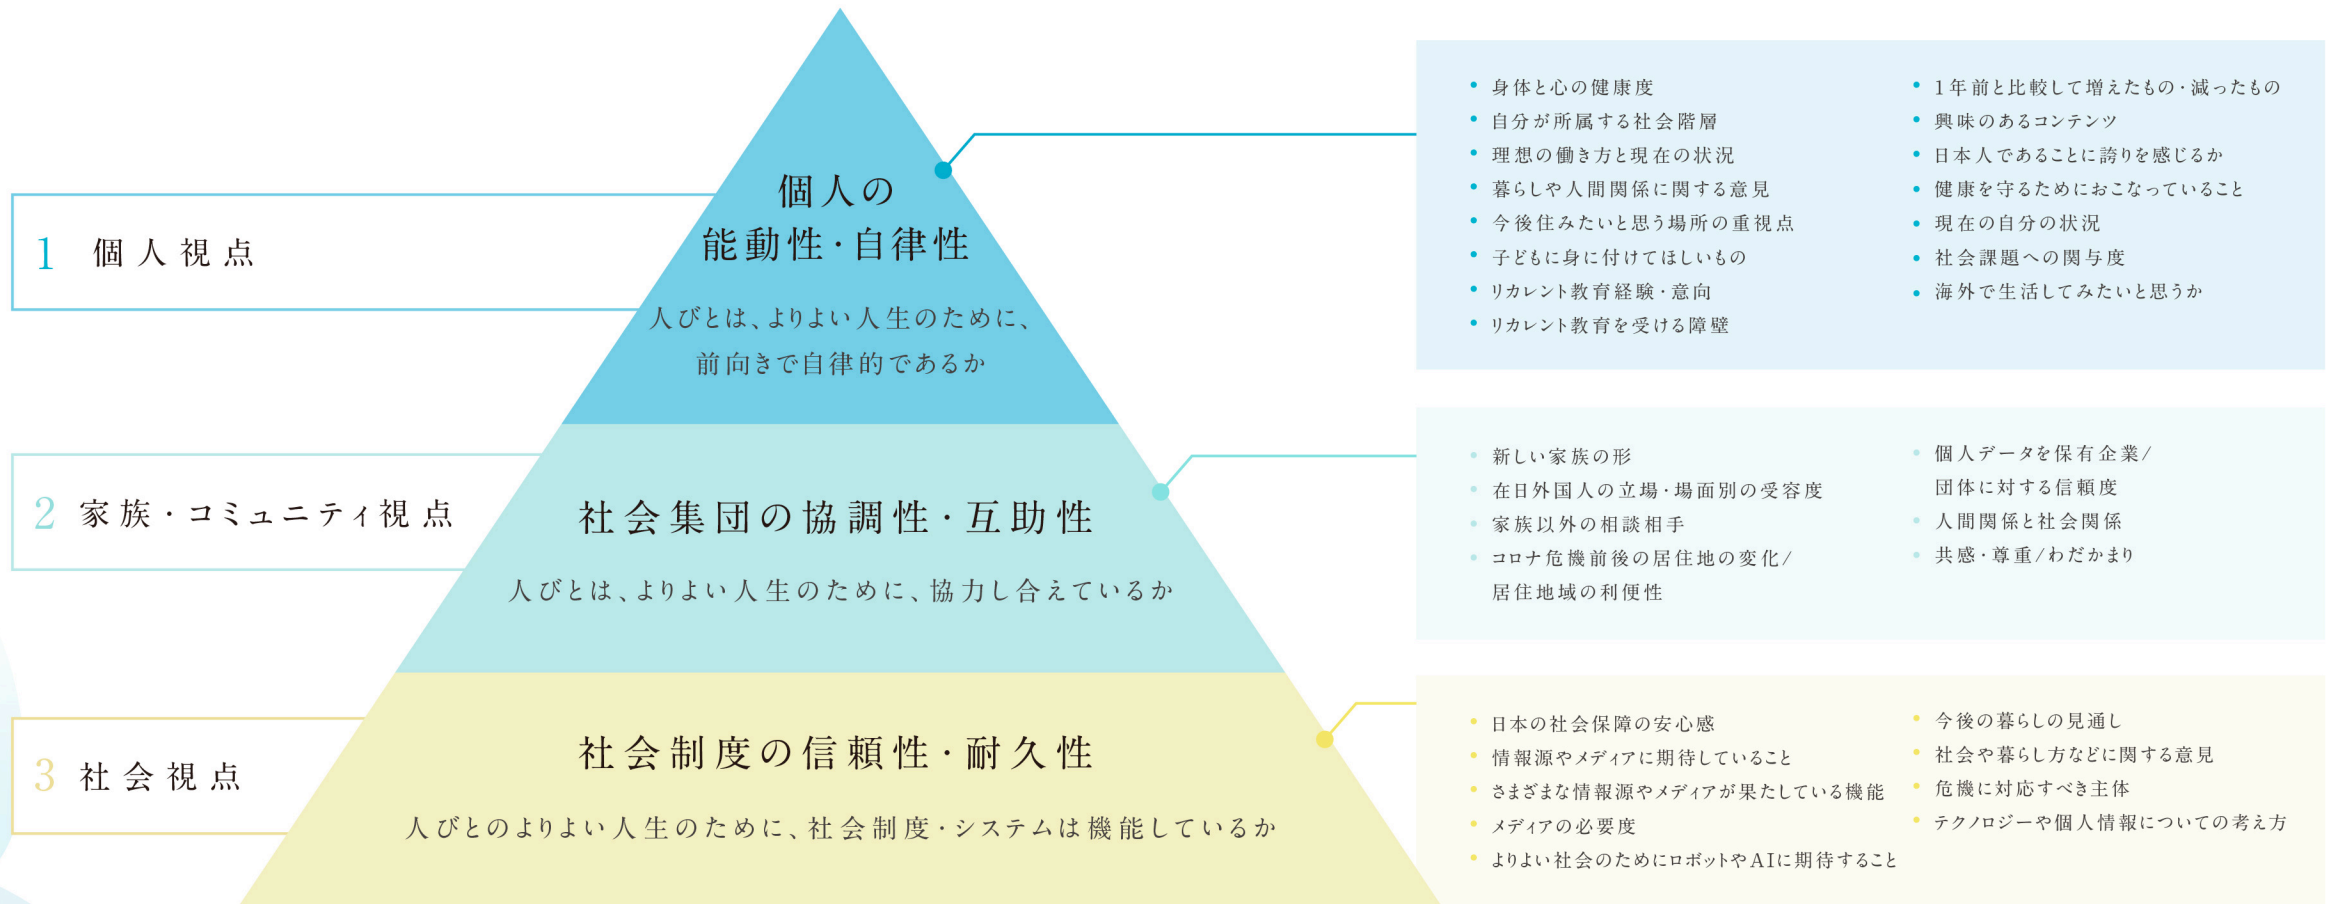 1 個人視点
個人の
能動性・自律性
人びとは、よりよい人生のために、
前向きで自律的であるか
• 身体と心の健康度
• 自分が所属する社会階層
• 理想の働き方と現在の状況
• 暮らしや人間関係に関する意見
• 今後住みたいと思う場所の重視点
• 子どもに身に付けてほしいもの
• リカレント教育経験・意向
• リカレント教育を受ける障壁
• 1年前と比較して増えたもの・減ったもの
• 興味のあるコンテンツ
• 日本人であることに誇りを感じるか
• 健康を守るためにおこなっていること
• 現在の自分の状況
• 社会課題への関与度
• 海外で生活してみたいと思うか
2 家族・コミュニティ視点
社会集団の協調性・互助性
人びとは、よりよい人生のために、協力し合えているか
• 新しい家族の形
• 在日外国人の立場・場面別の受容度
• 家族以外の相談相手
• コロナ危機前後の居住地の変化/
居住地域の利便性
• 個人データを保有企業/
団体に対する信頼度
• 人間関係と社会関係
• 共感・尊重/わだかまり
3 社会視点
社会制度の信頼性・耐久性
人びとのよりよい人生のために、社会制度・システムは機能しているか
• 日本の社会保障の安心感
• 情報源やメディアに期待していること
• さまざまな情報源やメディアが果たしている機能
• メディアの必要度
• よりよい社会のためにロボットやAIに期待すること
• 今後の暮らしの見通し
• 社会や暮らし方などに関する意見
• 危機に対応すべき主体
• テクノロジーや個人情報についての考え方